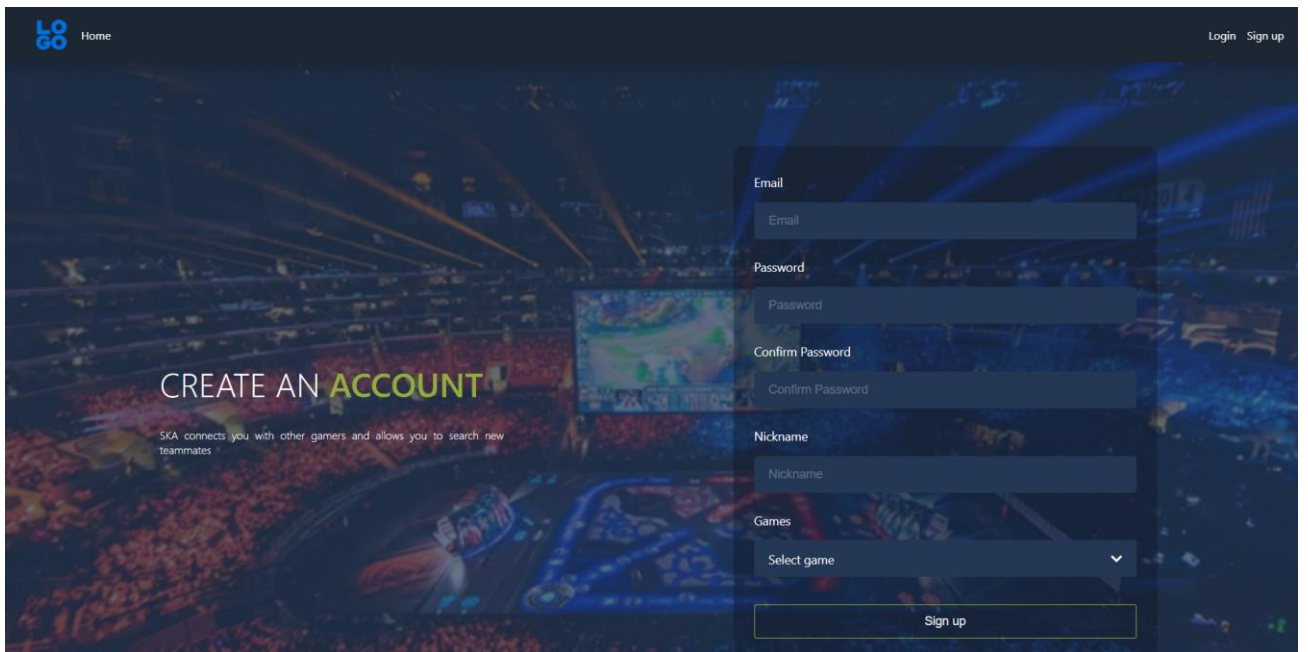 LO
GO
Home
Login Sign up
CREATE AN ACCOUNT
SKA connects you with other gamers and allows you to search new
teammates
Email
Email
Password
Password
Confirm Password
Confirm Password
Nickname
Nickname
Games
Select game
Sign up